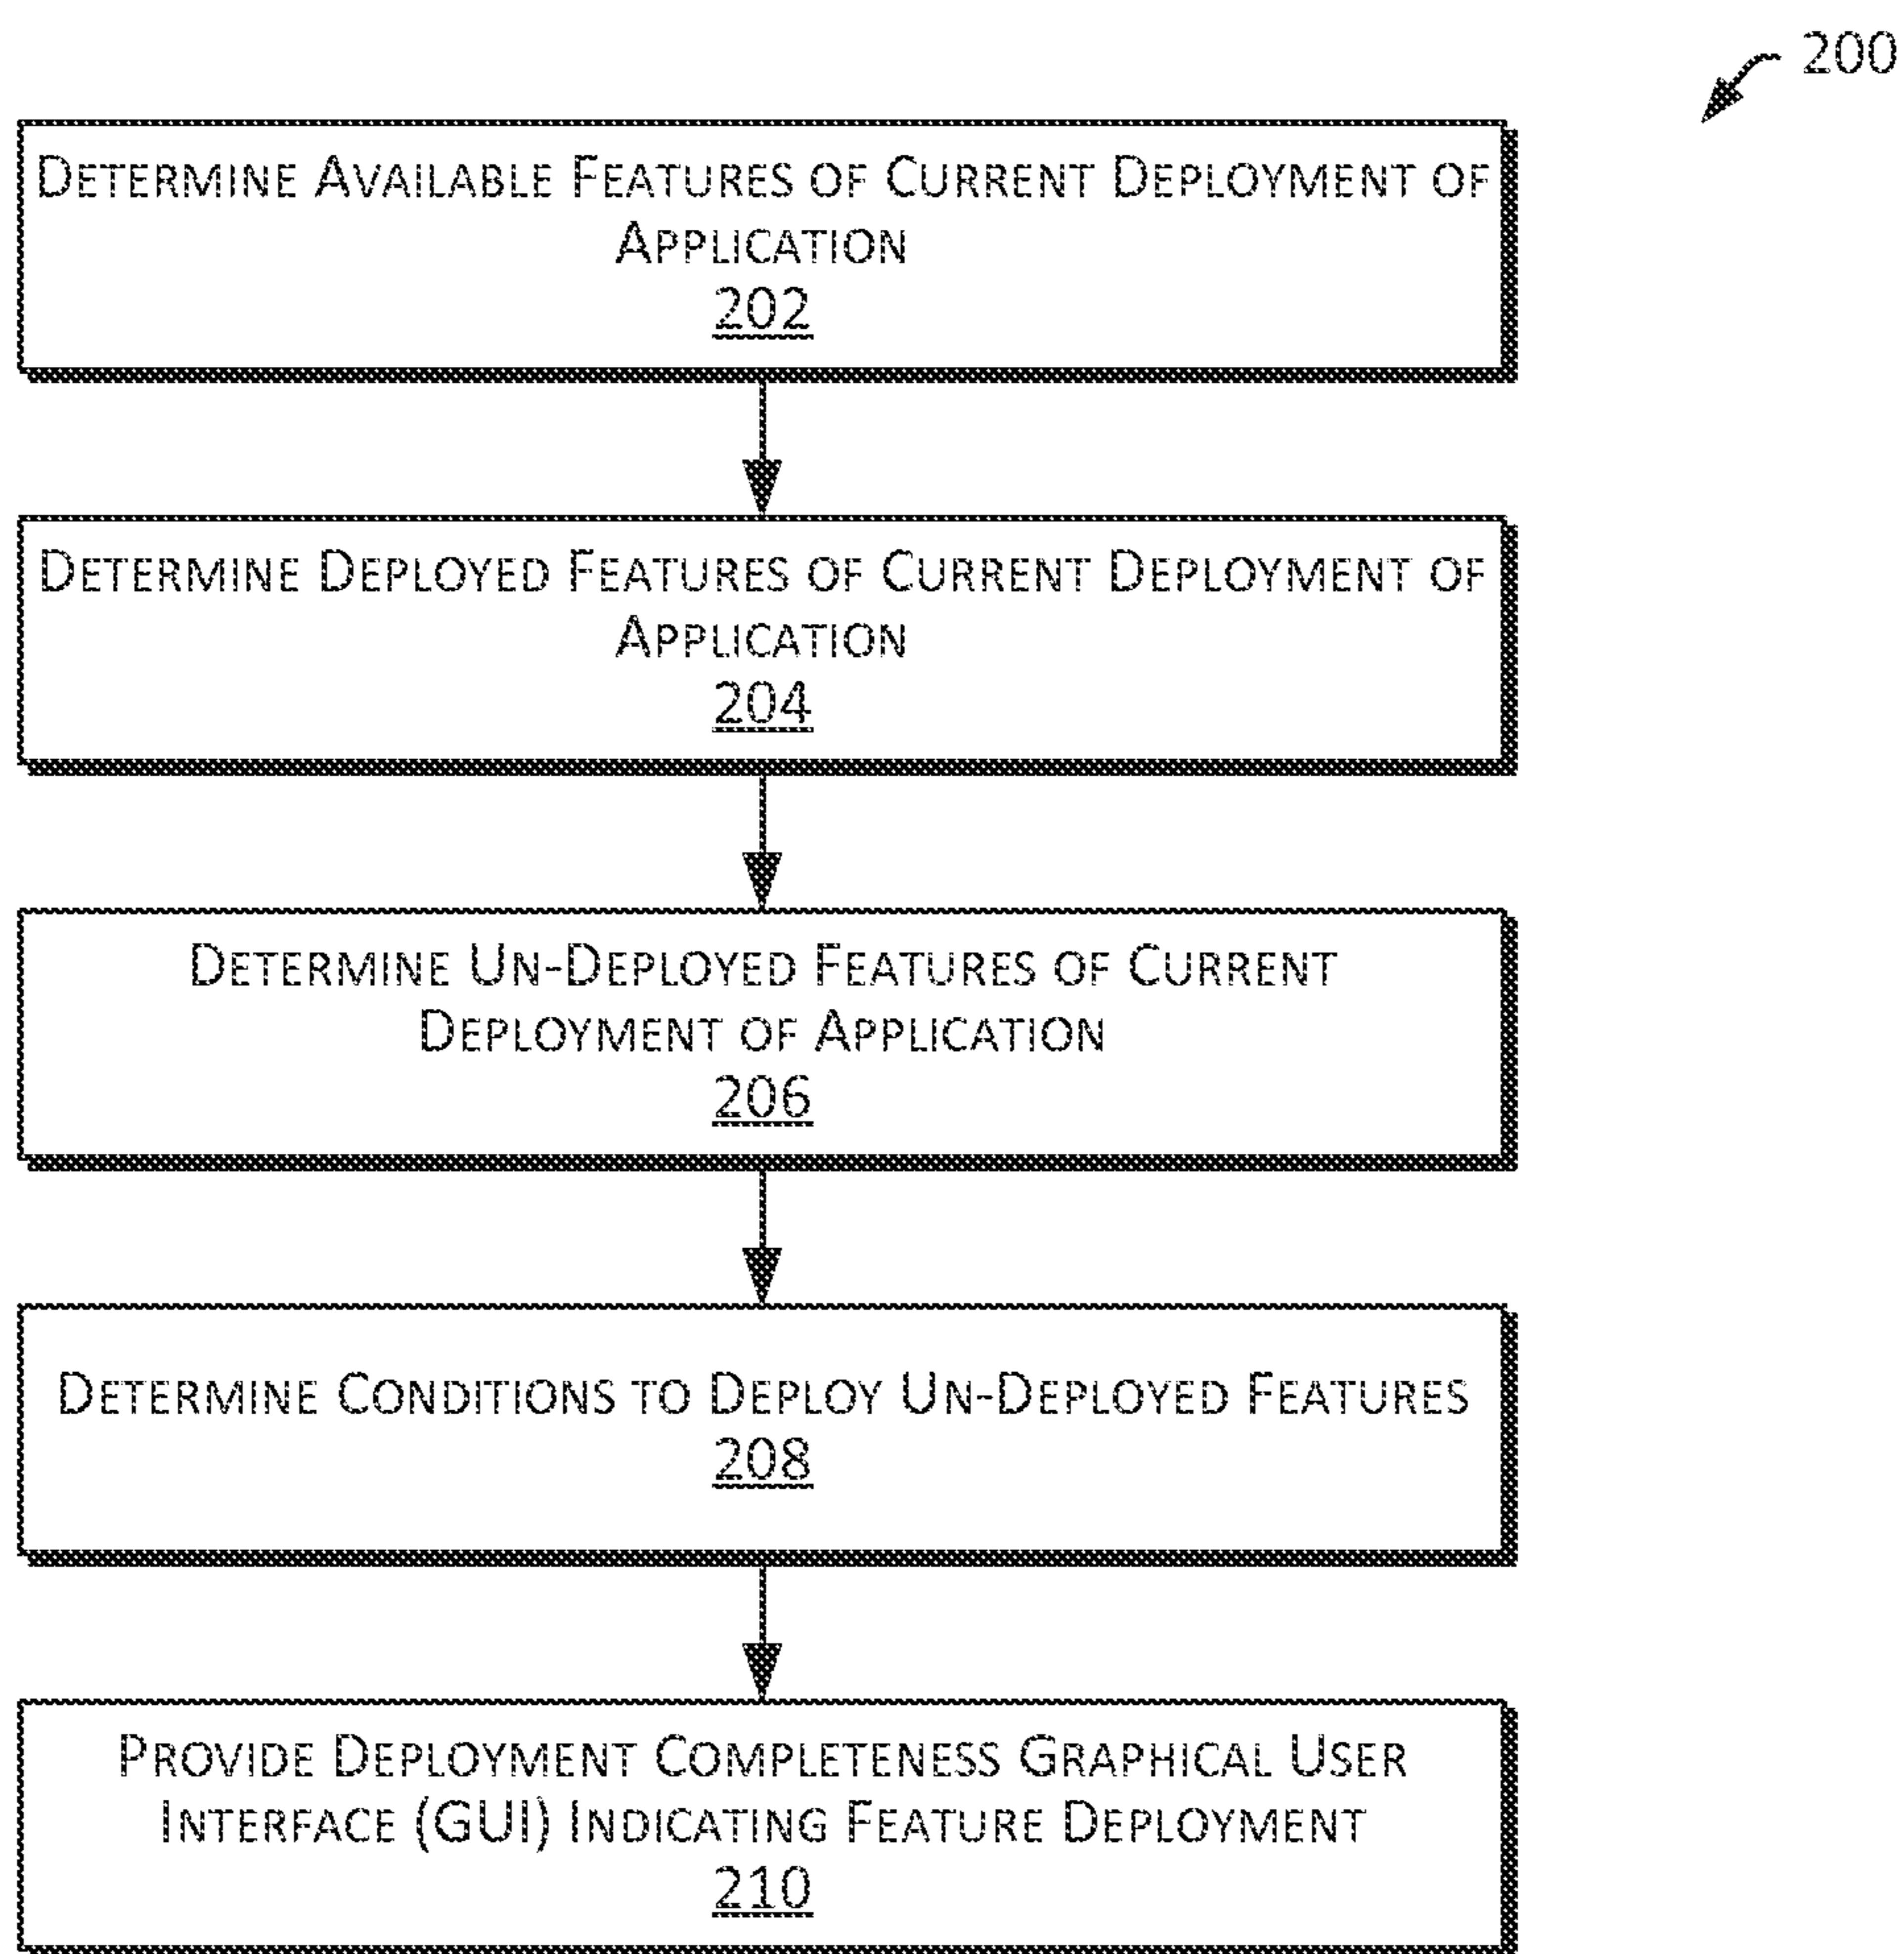 200
DETERMINE AVAILABLE FEATURES OF CURRENT DEPLOYMENT OF
APPLICATION
202
DETERMINE DEPLOYED FEATURES OF CURRENT DEPLOYMENT OF
APPLICATION
204
DETERMINE UN-DEPLOYED FEATURES OF CURRENT
DEPLOYMENT OF APPLICATION
206
DETERMINE CONDITIONS TO DEPLOY UN-DEPLOYED FEATURES
208
PROVIDE DEPLOYMENT COMPLETENESS GRAPHICAL USER
INTERFACE (GUI) INDICATING FEATURE DEPLOYMENT
210